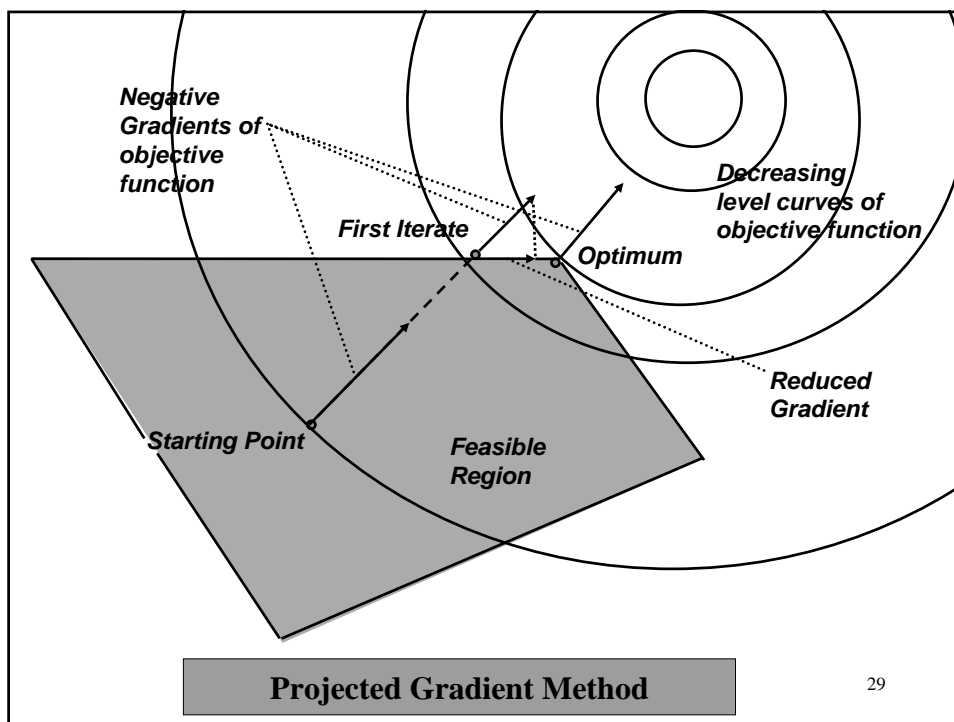 Negative
Gradients of
objective
function
Decreasing
level curves of
objective function
First Iterate
Optimum
Reduced
Gradient
Starting Point
Feasible
Region
Projected Gradient Method
29